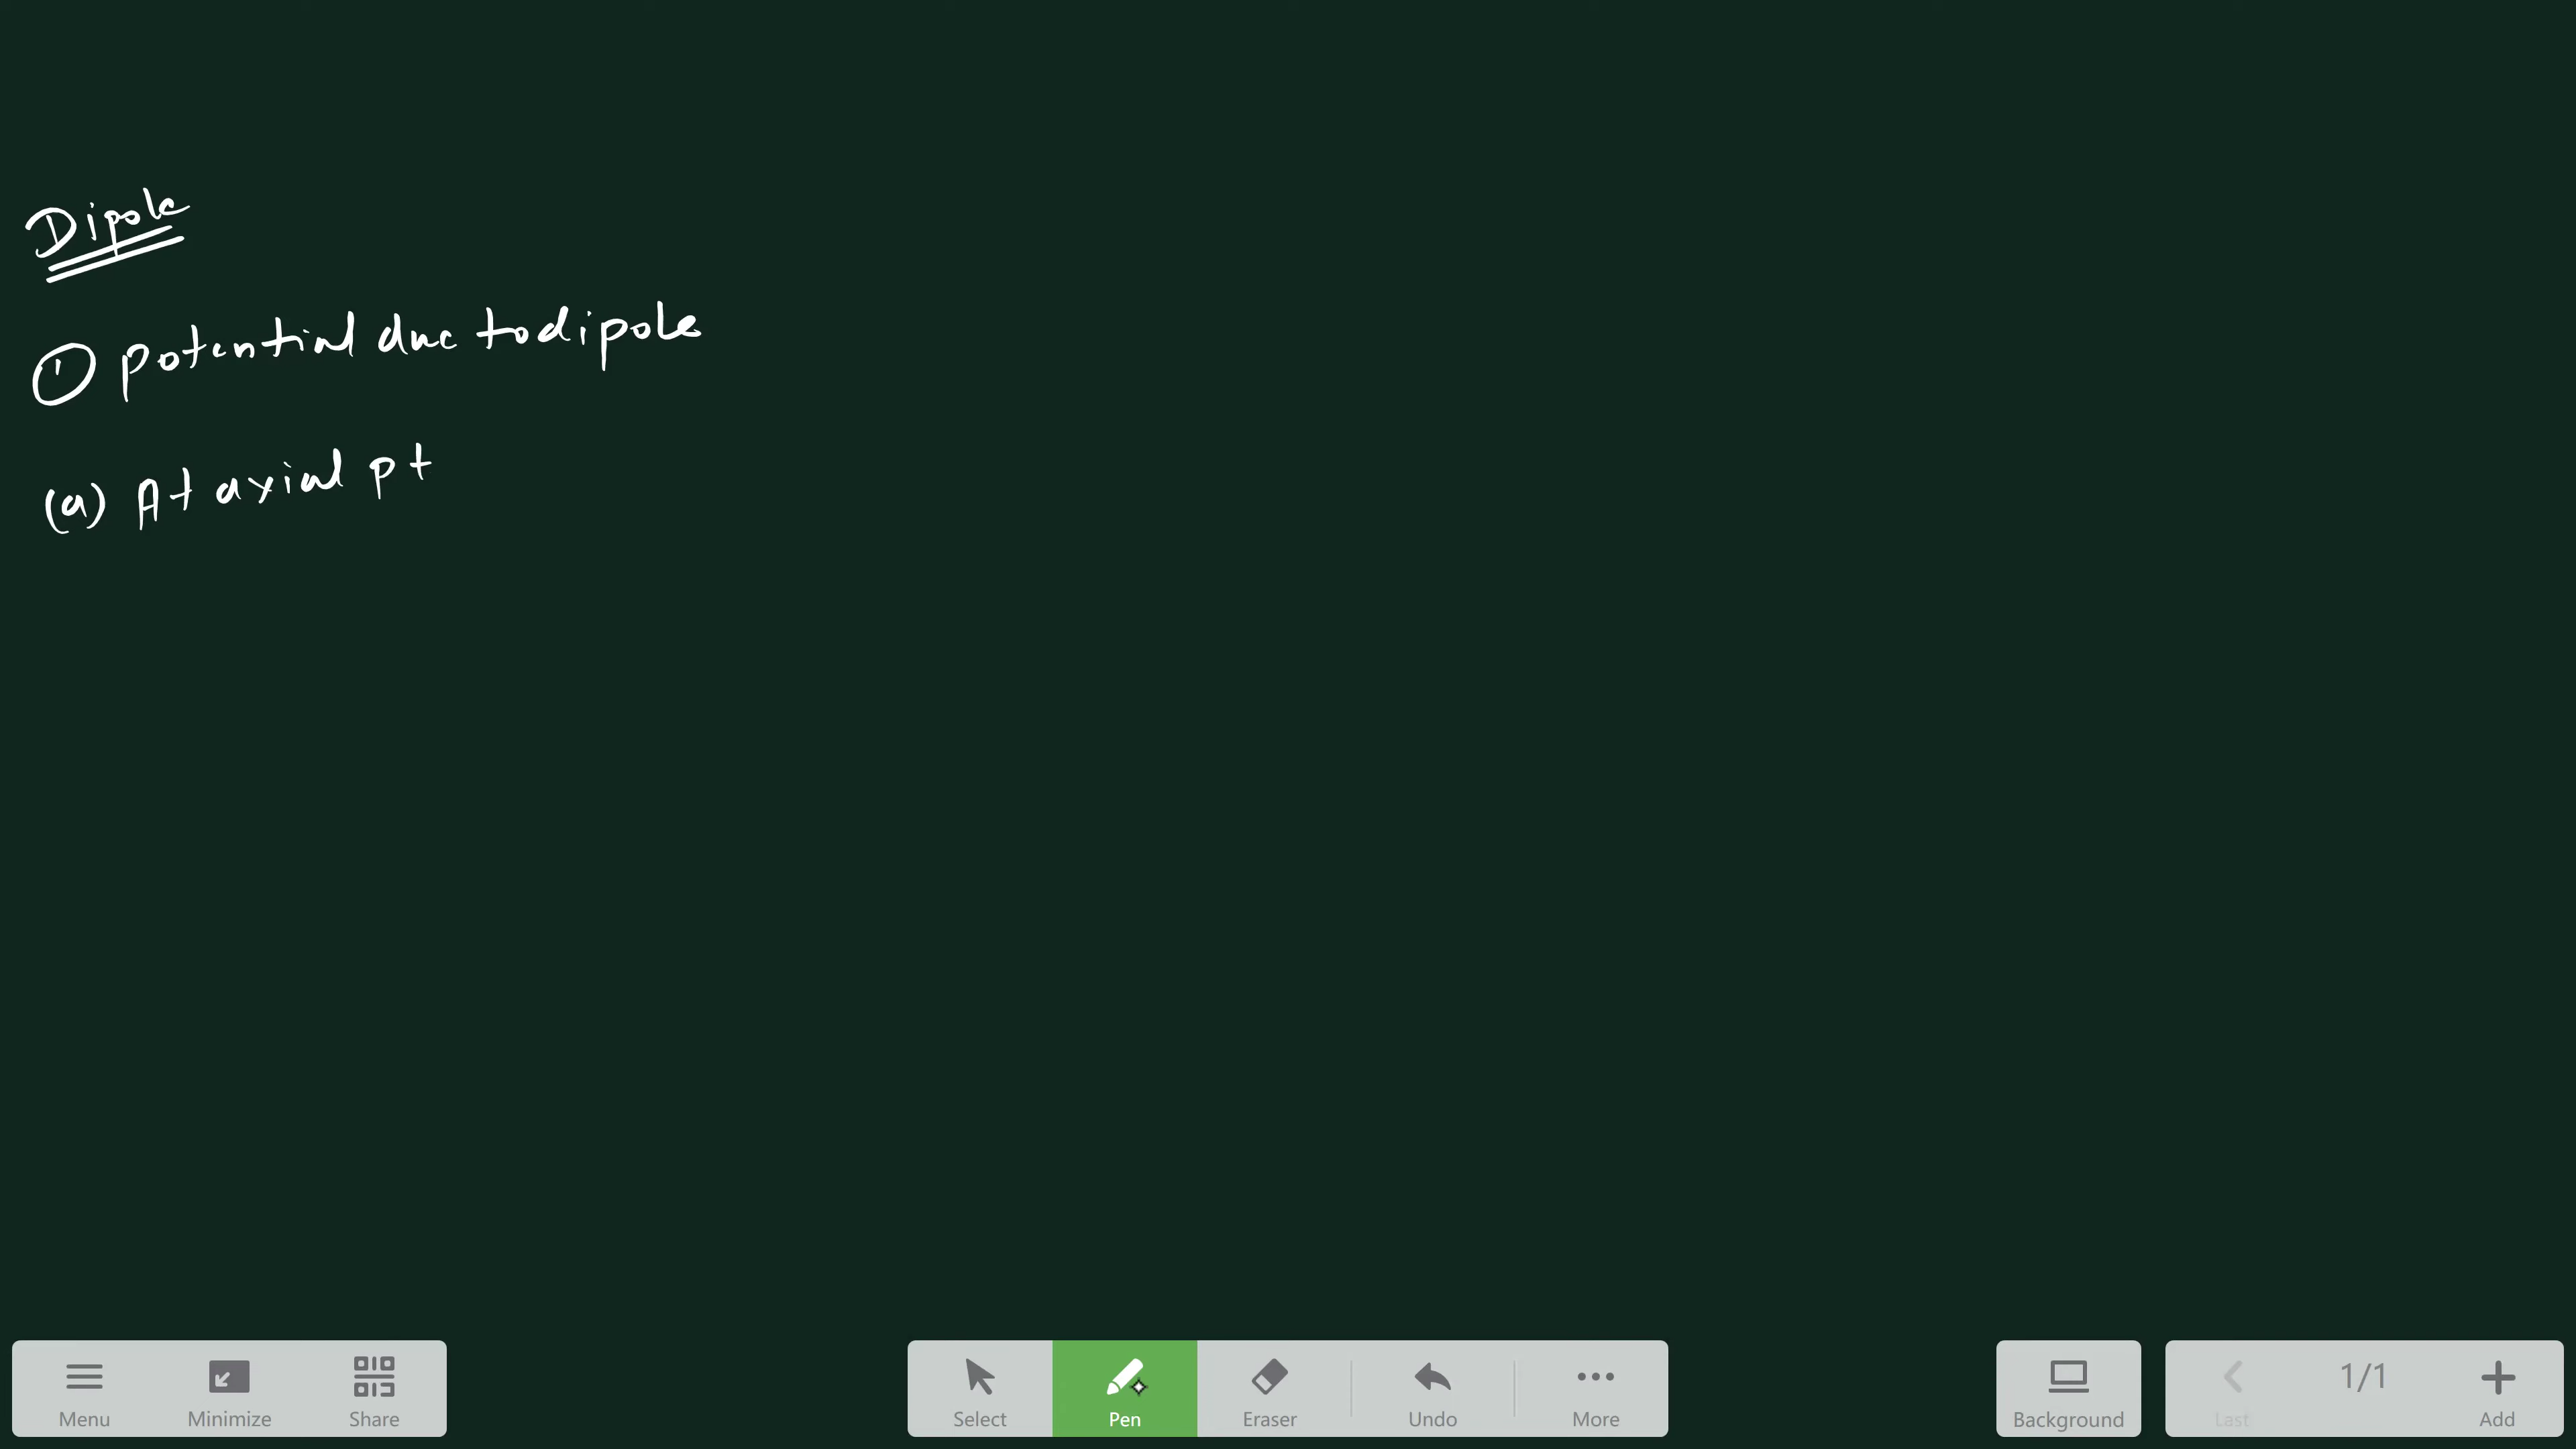 Dipole
① potential due to dipole
(a) At axial pt
Menu Minimize Share Select Pen Eraser Undo More Background Last 1/1 Add